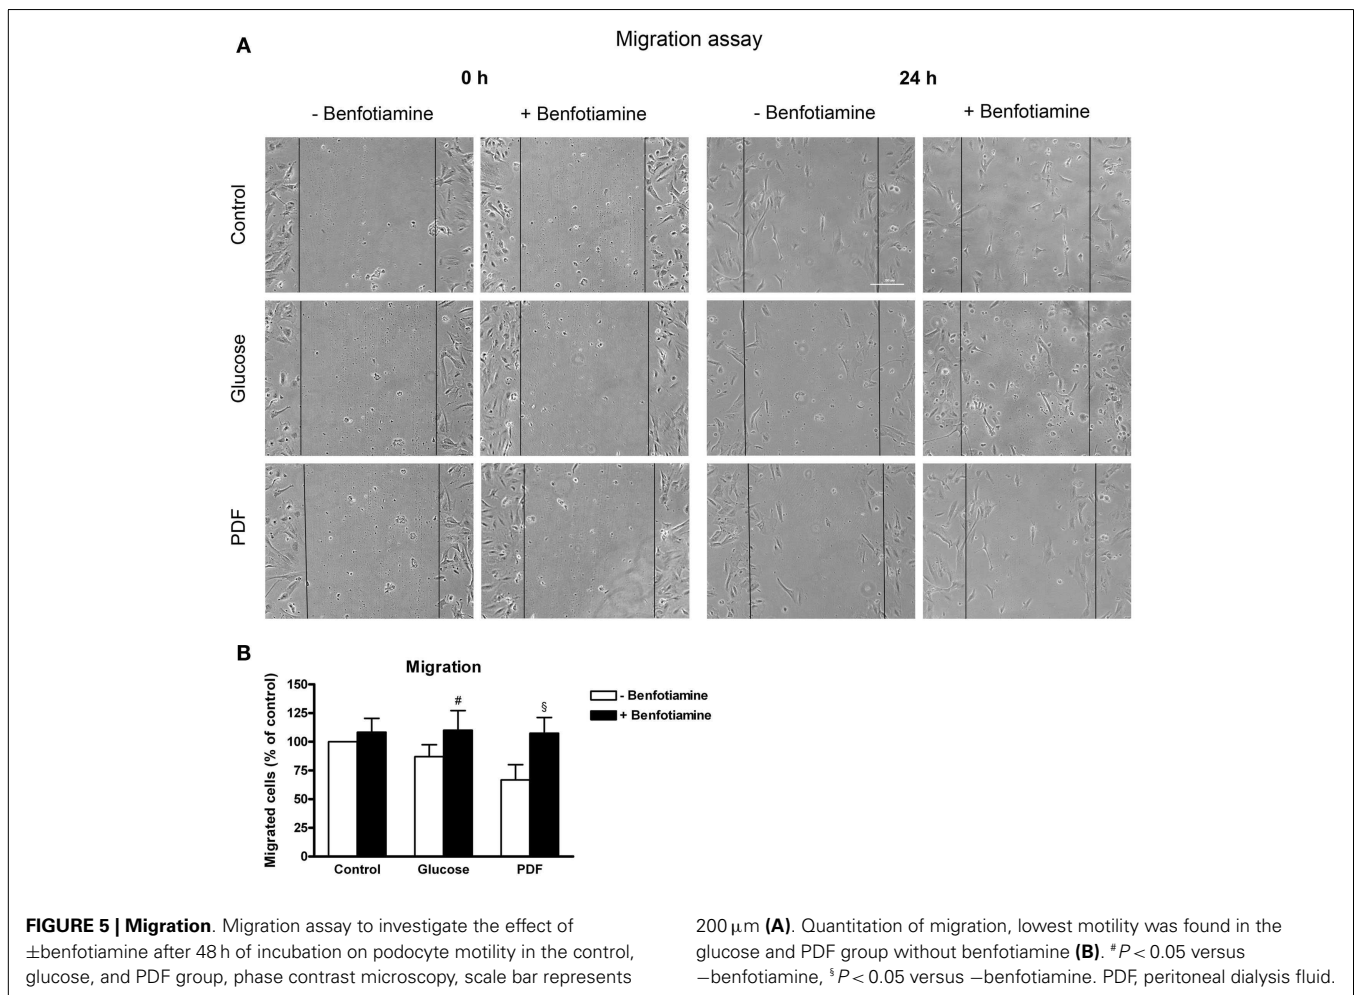 A
Migration assay
0 h
24 h
- Benfotiamine
+ Benfotiamine
- Benfotiamine
+ Benfotiamine
Control
Glucose
PDF
B
Migration
Migrated cells (% of control)
150
125
100
75
50
25
0
#
§
- Benfotiamine
+ Benfotiamine
Control
Glucose
PDF
FIGURE 5 | Migration. Migration assay to investigate the effect of
±benfotiamine after 48 h of incubation on podocyte motility in the control,
glucose, and PDF group, phase contrast microscopy, scale bar represents
200 μm (A). Quantitation of migration, lowest motility was found in the
glucose and PDF group without benfotiamine (B). #P < 0.05 versus
−benfotiamine, §P < 0.05 versus −benfotiamine. PDF, peritoneal dialysis fluid.